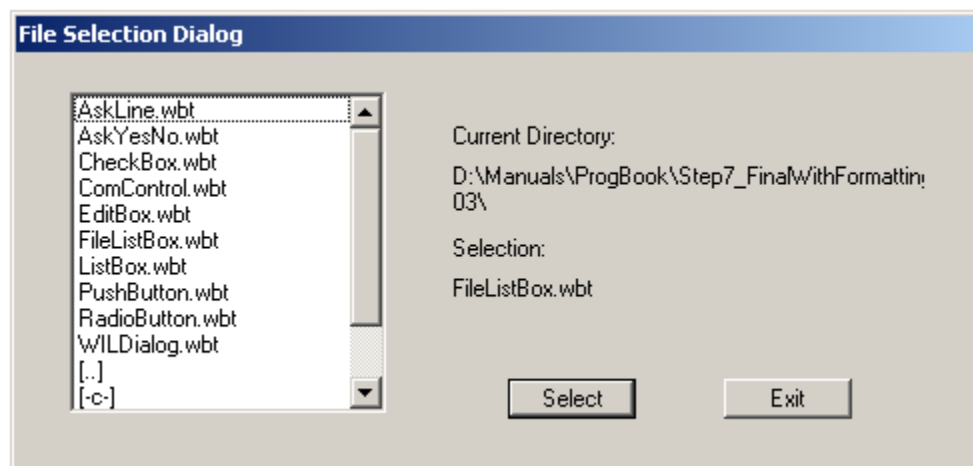 File Selection Dialog
AskLine.wbt
AskYesNo.wbt
CheckBox.wbt
ComControl.wbt
EditBox.wbt
FileListBox.wbt
ListBox.wbt
PushButton.wbt
RadioButton.wbt
WILDialog.wbt
[..]
[-c-]
Current Directory:
D:\Manuals\ProgBook\Step7_FinalWithFormatting
03\
Selection:
FileListBox.wbt
Select
Exit